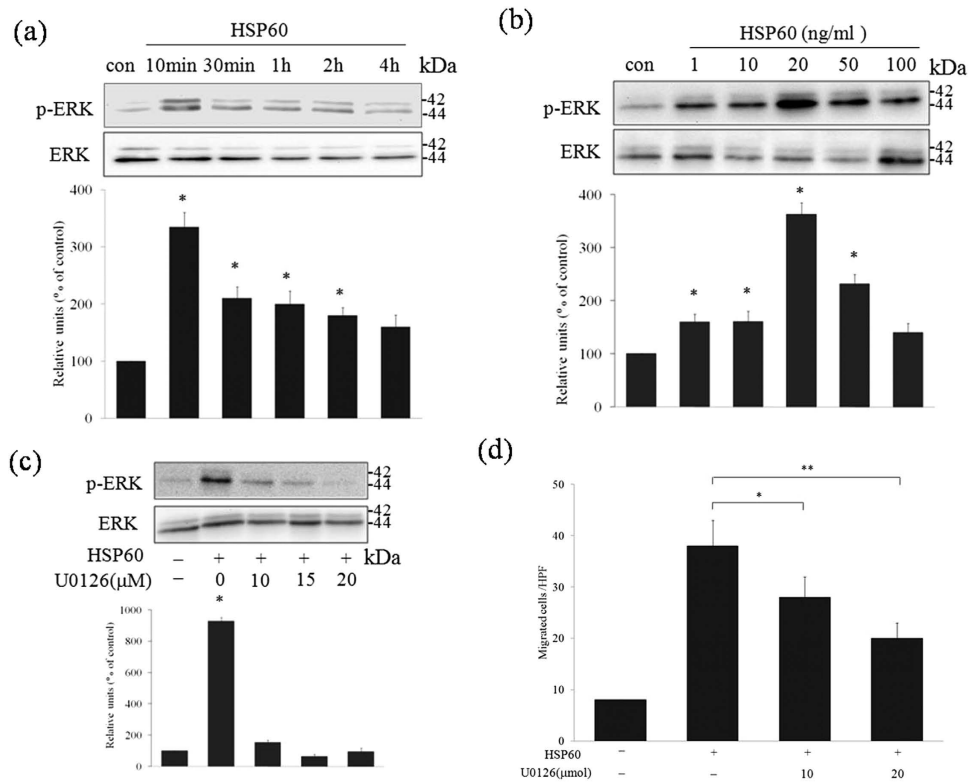 (a)
HSP60
con 10min 30min 1h 2h 4h kDa
p-ERK
-42
-44
ERK
-42
-44
Relative units (% of control)
400
300
200
100
0
* * * *
(b)
HSP60 (ng/ml )
con 1 10 20 50 100 kDa
p-ERK
-42
-44
ERK
-42
-44
Relative units (% of control)
400
300
200
100
0
* * * *
(c)
p-ERK
-42
-44
ERK
-42
-44
HSP60 – + + + + kDa
U0126(µM) – 0 10 15 20
Relative units (% of control)
1000
800
600
400
200
100
0
*
(d)
**
*
Migrated cells/HPF
50
40
30
20
10
0
HSP60 – + + +
U0126(µmol) – – 10 20